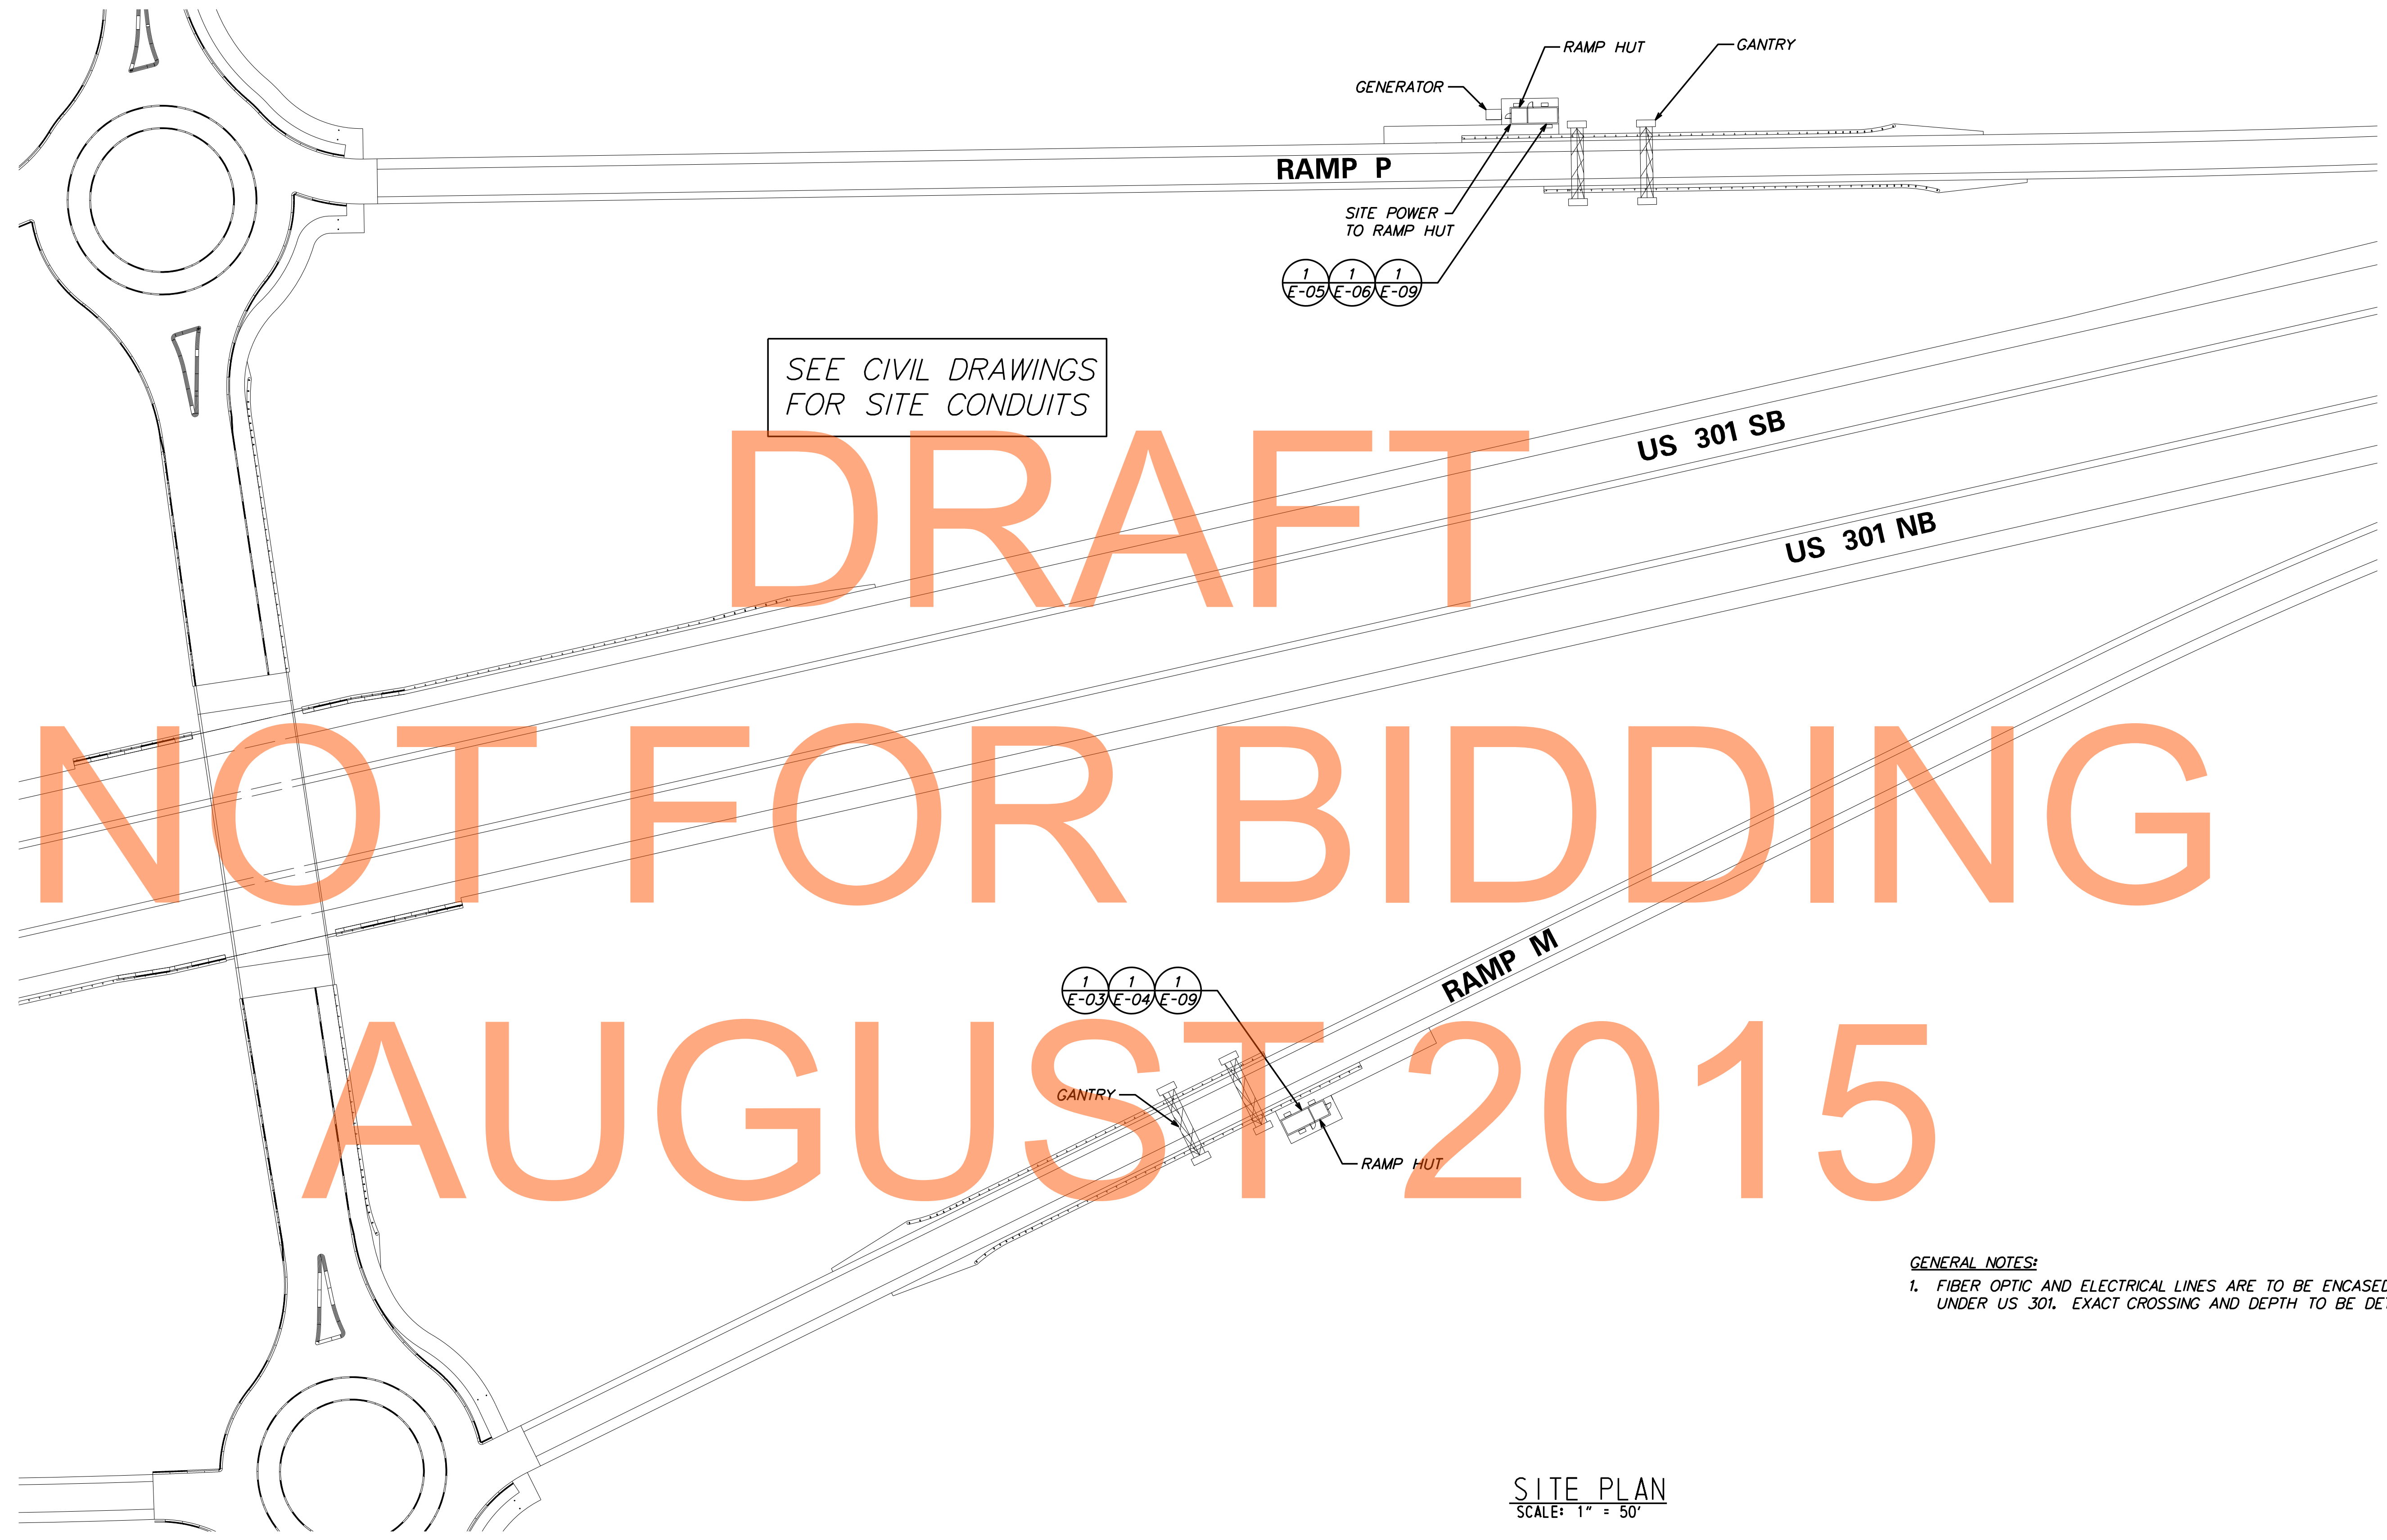 RAMP HUT
GANTRY
GENERATOR
RAMP P
SITE POWER
TO RAMP HUT
1 1 1
E-05 E-06 E-09
SEE CIVIL DRAWINGS
FOR SITE CONDUITS
US 301 SB
DRAFT
US 301 NB
NOT FOR BIDDING
RAMP M
1 1 1
E-03 E-04 E-09
AUGUST 2015
GANTRY
RAMP HUT
GENERAL NOTES:
1. FIBER OPTIC AND ELECTRICAL LINES ARE TO BE ENCASED
UNDER US 301. EXACT CROSSING AND DEPTH TO BE
SITE PLAN
SCALE: 1" = 50'